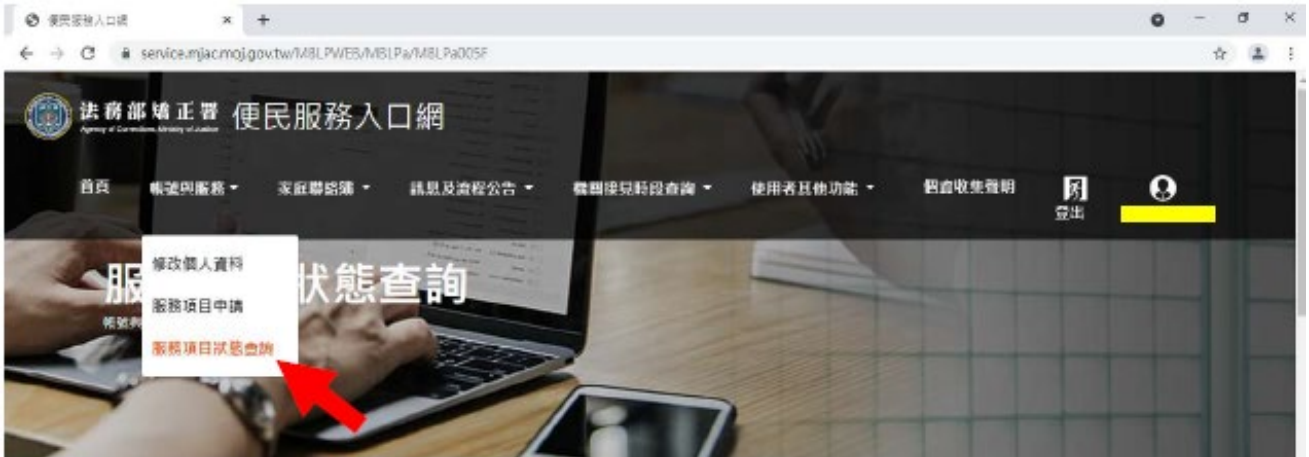 便民服務入口網
service.mjac.moj.gov.tw/MBLPWEB/MBLPa/MBLPa005F
法務部矯正署 便民服務入口網
Agency of Corrections, Ministry of Justice
首頁 帳號與服務 家庭聯絡簿 訊息及流程公告 機關接見時段查詢 使用者其他功能 個資收集聲明 登出
修改個人資料
服 狀態查詢
服務項目申請
帳號與
服務項目狀態查詢